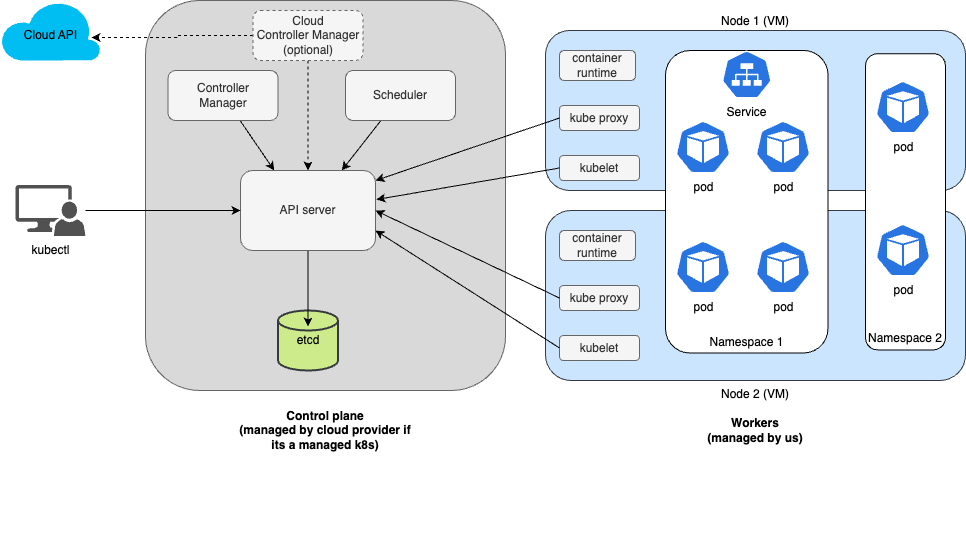 Cloud API
Cloud
Controller Manager
(optional)
Controller
Manager
Scheduler
API server
kubectl
etcd
Control plane
(managed by cloud provider if
its a managed k8s)
Node 1 (VM)
container
runtime
kube proxy
kubelet
Service
pod
pod
pod
container
runtime
kube proxy
kubelet
pod
pod
pod
Namespace 1
Namespace 2
Node 2 (VM)
Workers
(managed by us)